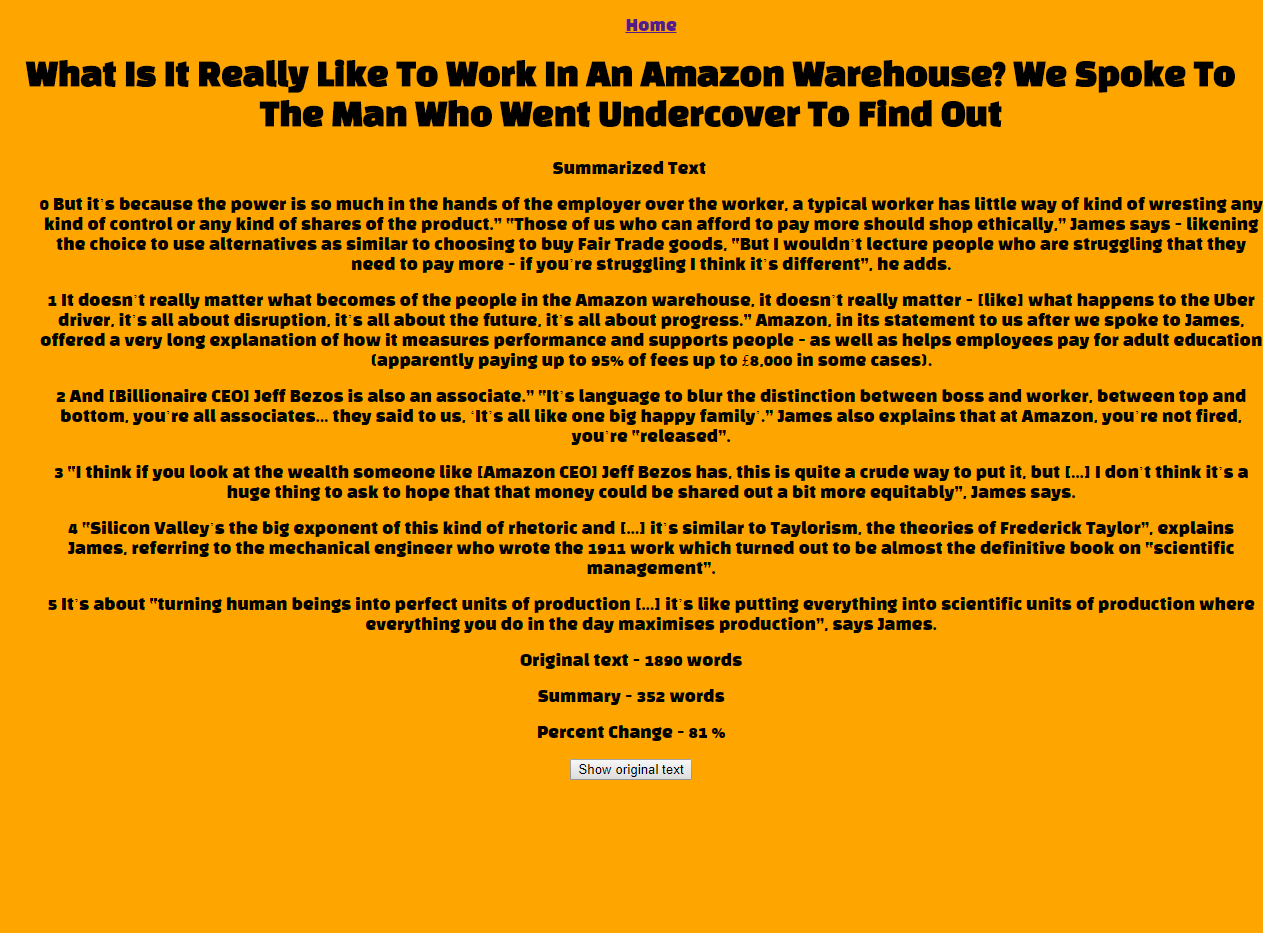 Home
What Is It Really Like To Work In An Amazon Warehouse? We Spoke To
The Man Who Went Undercover To Find Out
Summarized Text
0 But it's because the power is so much in the hands of the employer over the worker, a typical worker has little way of kind of wresting any
kind of control or any kind of shares of the product.” “Those of us who can afford to pay more should shop ethically,” James says - likening
the choice to use alternatives as similar to choosing to buy Fair Trade goods, “But I wouldn't lecture people who are struggling that they
need to pay more - if you're struggling I think it's different”, he adds.
1 It doesn't really matter what becomes of the people in the Amazon warehouse, it doesn't really matter - [like] what happens to the Uber
driver, it's all about disruption, it's all about the future, it's all about progress.” Amazon, in its statement to us after we spoke to James,
offered a very long explanation of how it measures performance and supports people - as well as helps employees pay for adult education
(apparently paying up to 95% of fees up to £8,000 in some cases).
2 And [Billionaire CEO] Jeff Bezos is also an associate.” “It's language to blur the distinction between boss and worker, between top and
bottom, you're all associates... they said to us, ‘It's all like one big happy family’.” James also explains that at Amazon, you're not fired,
you're “released”.
3 “I think if you look at the wealth someone like [Amazon CEO] Jeff Bezos has, this is quite a crude way to put it, but [...] I don't think it's a
huge thing to ask to hope that that money could be shared out a bit more equitably”, James says.
4 “Silicon Valley's the big exponent of this kind of rhetoric and [...] it's similar to Taylorism, the theories of Frederick Taylor”, explains
James, referring to the mechanical engineer who wrote the 1911 work which turned out to be almost the definitive book on “scientific
management”.
5 It's about “turning human beings into perfect units of production [...] it's like putting everything into scientific units of production where
everything you do in the day maximises production”, says James.
Original text - 1890 words
Summary - 352 words
Percent Change - 81 %
Show original text